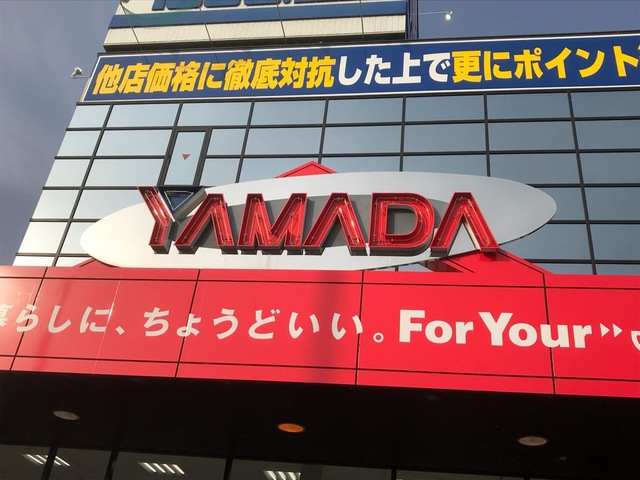 他店価格に徹底対抗した上で更にポイント
YAMADA
暮らしに、ちょうどいい。For Your